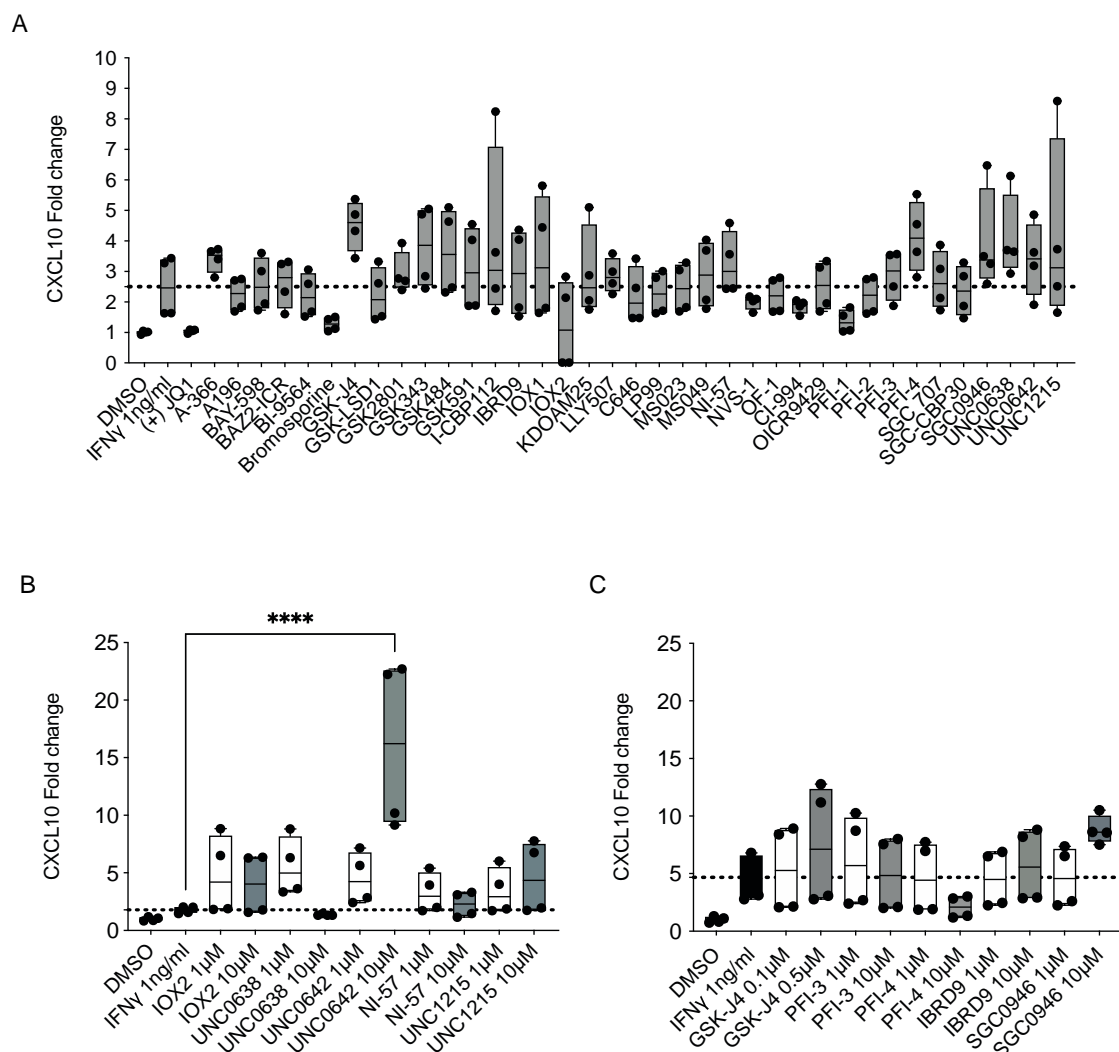 A
CXCL10 Fold change
10
9
8
7
6
5
4
3
2
1
0
DMSO
IFNγ 1ng/ml
(+) JQ1
A-366
A196
BAY-598
BAZ2-ICR
BI-9564
Bromosporine
GSK-J4
GSK-LSD1
GSK2801
GSK343
GSK484
GSK591
I-CBP112
IBRD9
IOX1
IOX2
KDOAM25
LLY507
C646
LP99
MS023
MS049
NI-57
NVS-1
OF-1
CI-994
OICR9429
PFI-1
PFI-2
PFI-3
PFI-4
SGC 707
SGC-CBP30
SGC0946
UNC0638
UNC0642
UNC1215
B
CXCL10 Fold change
25
20
15
10
5
0
****
DMSO
IFNγ 1ng/ml
IOX2 1µM
IOX2 10µM
UNC0638 1µM
UNC0638 10µM
UNC0642 1µM
UNC0642 10µM
NI-57 1µM
NI-57 10µM
UNC1215 1µM
UNC1215 10µM
C
CXCL10 Fold change
25
20
15
10
5
0
DMSO
IFNγ 1ng/ml
GSK-J4 0.1µM
GSK-J4 0.5µM
PFI-3 1µM
PFI-3 10µM
PFI-4 1µM
PFI-4 10µM
IBRD9 1µM
IBRD9 10µM
SGC0946 1µM
SGC0946 10µM